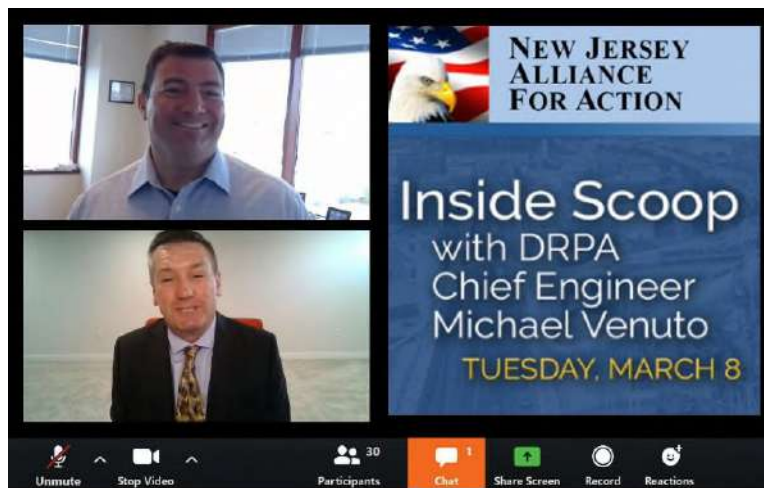 NEW JERSEY
ALLIANCE
FOR ACTION
Inside Scoop
with DRPA
Chief Engineer
Michael Venuto
TUESDAY, MARCH 8
30
1
Unmute
Stop Video
Participants
Chat
Share Screen
Record
Reactions